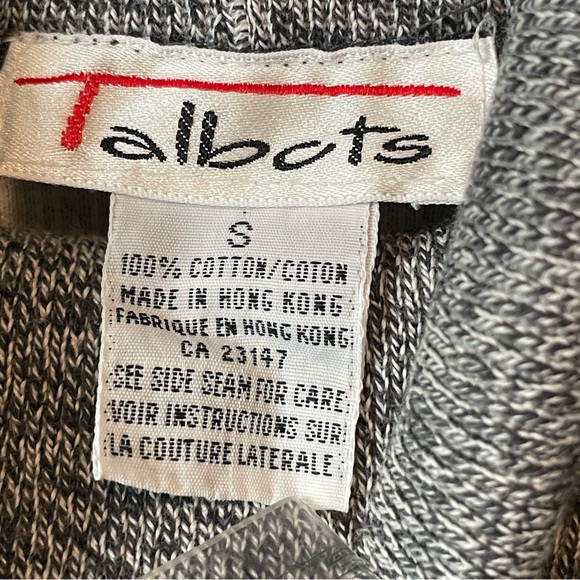 Talbots
S
100% COTTON/COTON
MADE IN HONG KONG
FABRIQUE EN HONG KONG
CA 23147
SEE SIDE SEAM FOR CARE
VOIR INSTRUCTIONS SUR
LA COUTURE LATERALE